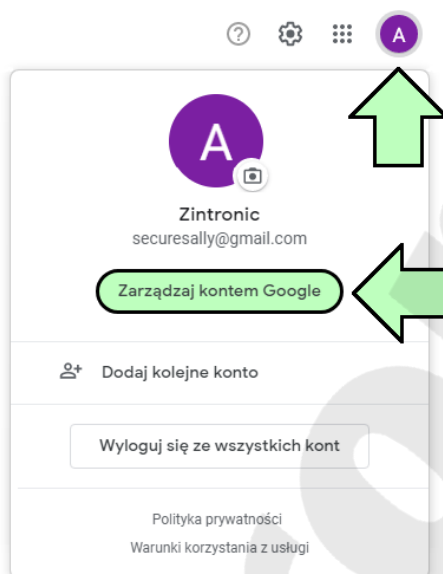 A
A
Zintronic
securesally@gmail.com
Zarządzaj kontem Google
Dodaj kolejne konto
Wyloguj się ze wszystkich kont
Polityka prywatności
Warunki korzystania z usługi